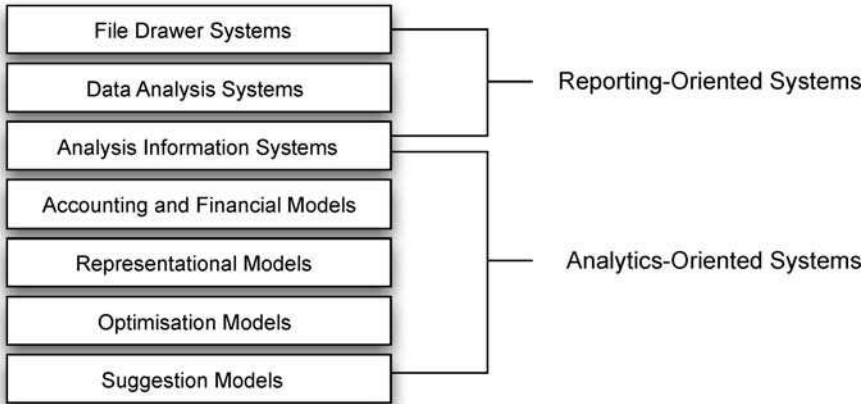 File Drawer Systems
Data Analysis Systems
Analysis Information Systems
Accounting and Financial Models
Representational Models
Optimisation Models
Suggestion Models
Reporting-Oriented Systems
Analytics-Oriented Systems